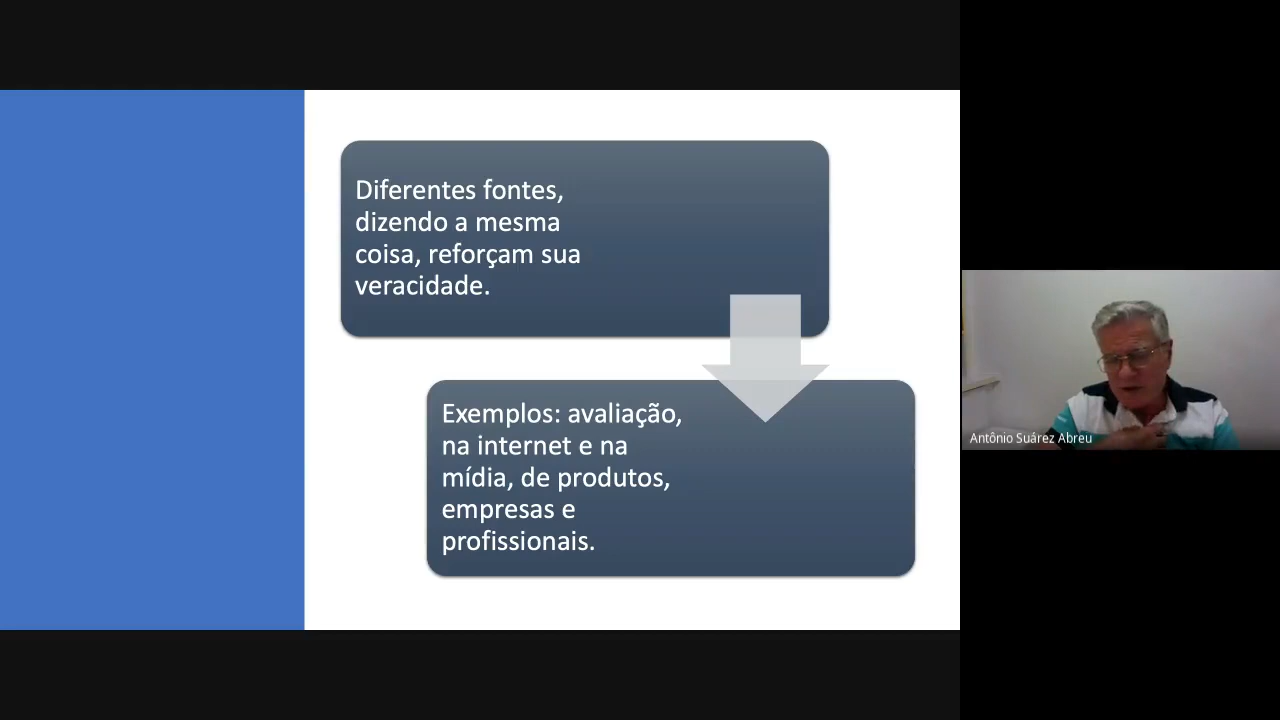 Diferentes fontes,
dizendo a mesma
coisa, reforçam sua
veracidade.
Exemplos: avaliação,
na internet e na
mídia, de produtos,
empresas e
profissionais.
Antônio Suárez Abreu